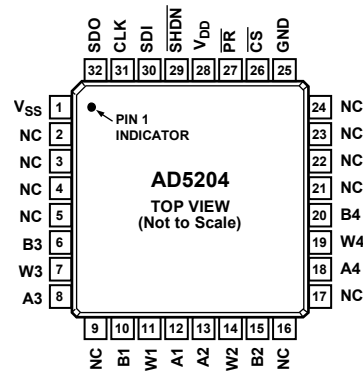 SDO CLK SDI SHDN VDD PR CS GND
32 31 30 29 28 27 26 25
VSS 1
NC 2
NC 3
NC 4
NC 5
B3 6
W3 7
A3 8
PIN 1
INDICATOR
AD5204
TOP VIEW
(Not to Scale)
24 NC
23 NC
22 NC
21 NC
20 B4
19 W4
18 A4
17 NC
9 10 11 12 13 14 15 16
NC B1 W1 A1 A2 W2 B2 NC